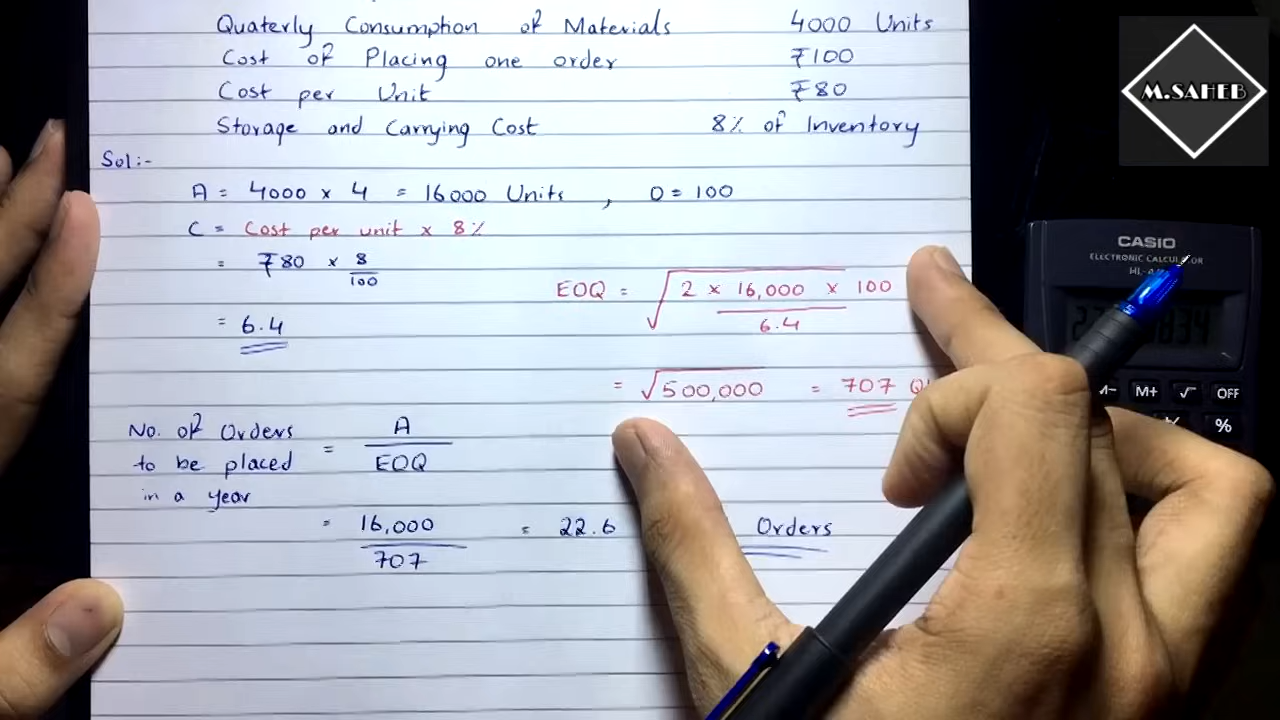 Quaterly Consumption of Materials 4000 Units
Cost of Placing one order ₹100
Cost per Unit ₹80
Storage and Carrying Cost 8% of Inventory
Sol:-
A = 4000 × 4 = 16000 Units , O = 100
C = Cost per unit × 8%
= ₹80 × 8/100
= 6.4
EOQ = √ 2 × 16,000 × 100 / 6.4
= √500,000 = 707
No. of Orders to be placed in a year = A / EOQ
= 16,000 / 707 = 22.6 Orders
M.SAHEB
CASIO
ELECTRONIC CALCULATOR
M- M+ √ OFF
%